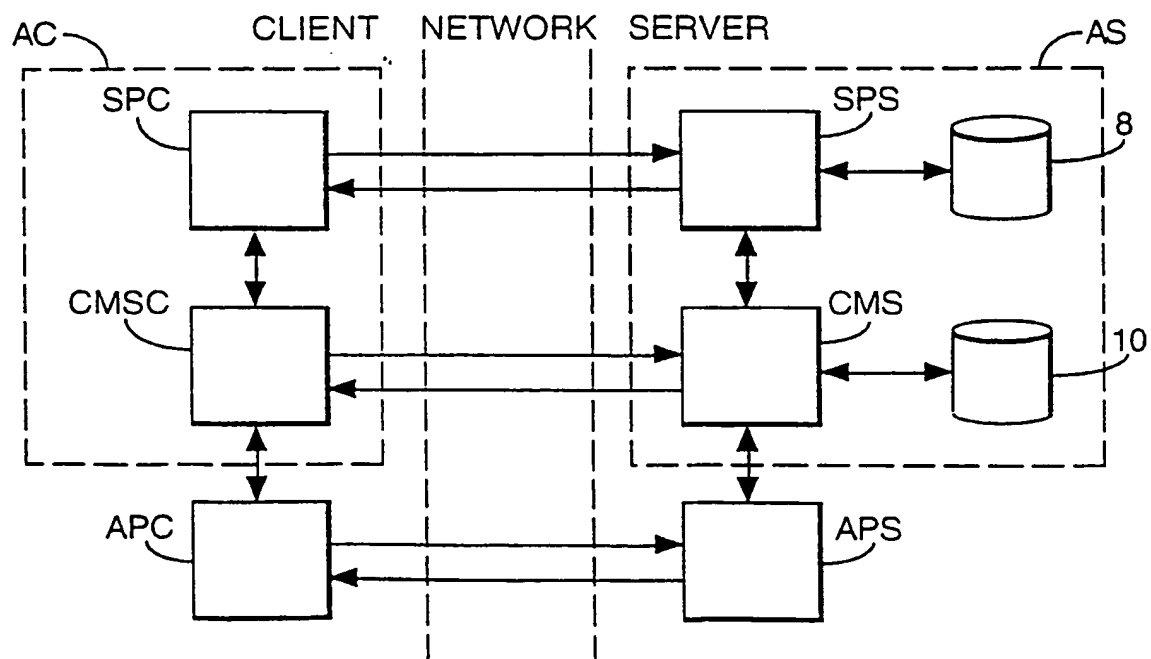 AC CLIENT NETWORK SERVER AS
SPC SPS 8
CMSC CMS 10
APC APS